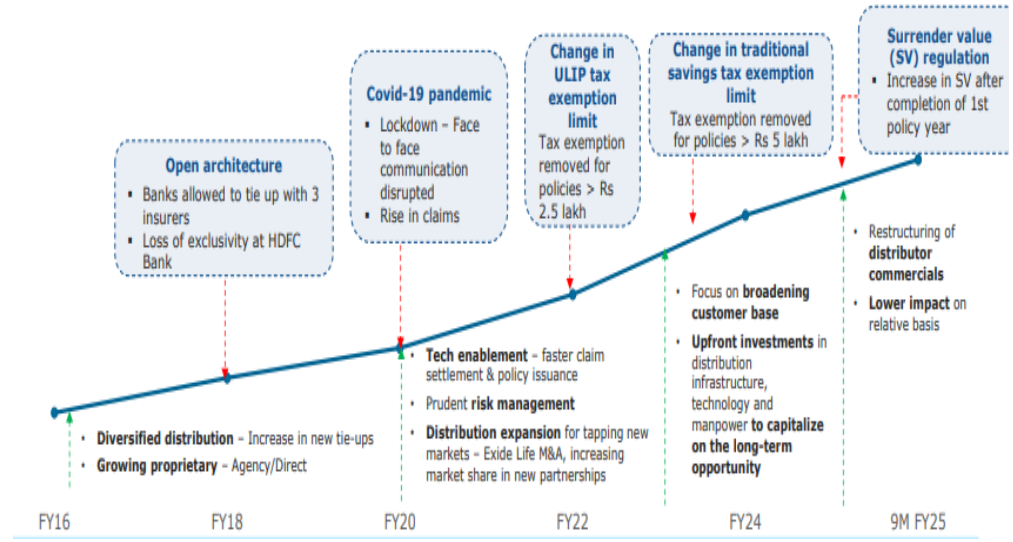 Open architecture
▪ Banks allowed to tie up with 3
insurers
▪ Loss of exclusivity at HDFC
Bank
Covid-19 pandemic
▪ Lockdown – Face
to face
communication
disrupted
▪ Rise in claims
Change in
ULIP tax
exemption
limit
Tax exemption
removed for
policies > Rs
2.5 lakh
Change in traditional
savings tax exemption
limit
Tax exemption removed
for policies > Rs 5 lakh
Surrender value
(SV) regulation
▪ Increase in SV after
completion of 1st
policy year
• Diversified distribution – Increase in new tie-ups
• Growing proprietary – Agency/Direct
• Tech enablement – faster claim
settlement & policy issuance
• Prudent risk management
• Distribution expansion for tapping new
markets – Exide Life M&A, increasing
market share in new partnerships
• Focus on broadening
customer base
• Upfront investments in
distribution
infrastructure,
technology and
manpower to capitalize
on the long-term
opportunity
• Restructuring of
distributor
commercials
• Lower impact on
relative basis
FY16 FY18 FY20 FY22 FY24 9M FY25